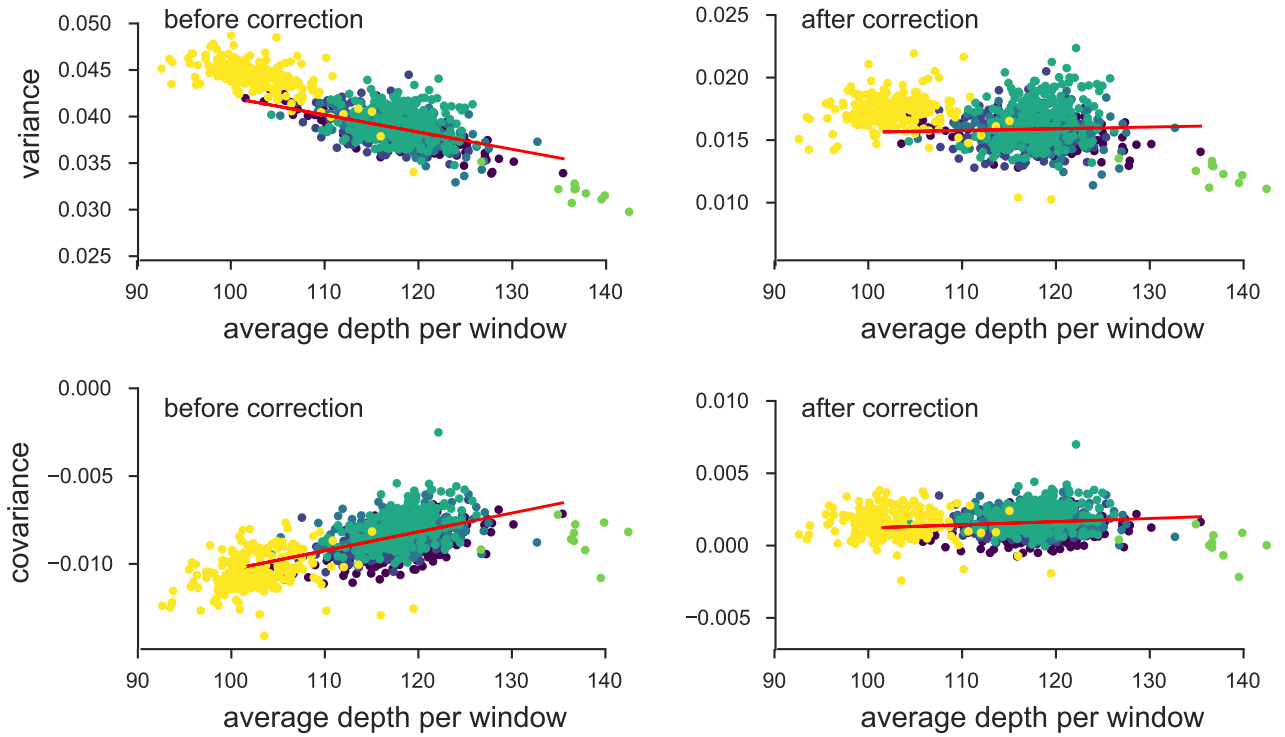 before correction
0.050
0.045
0.040
0.035
0.030
0.025
variance
90 100 110 120 130 140
average depth per window
after correction
0.025
0.020
0.015
0.010
90 100 110 120 130 140
average depth per window
before correction
0.000
−0.005
−0.010
covariance
90 100 110 120 130 140
average depth per window
after correction
0.010
0.005
0.000
−0.005
90 100 110 120 130 140
average depth per window